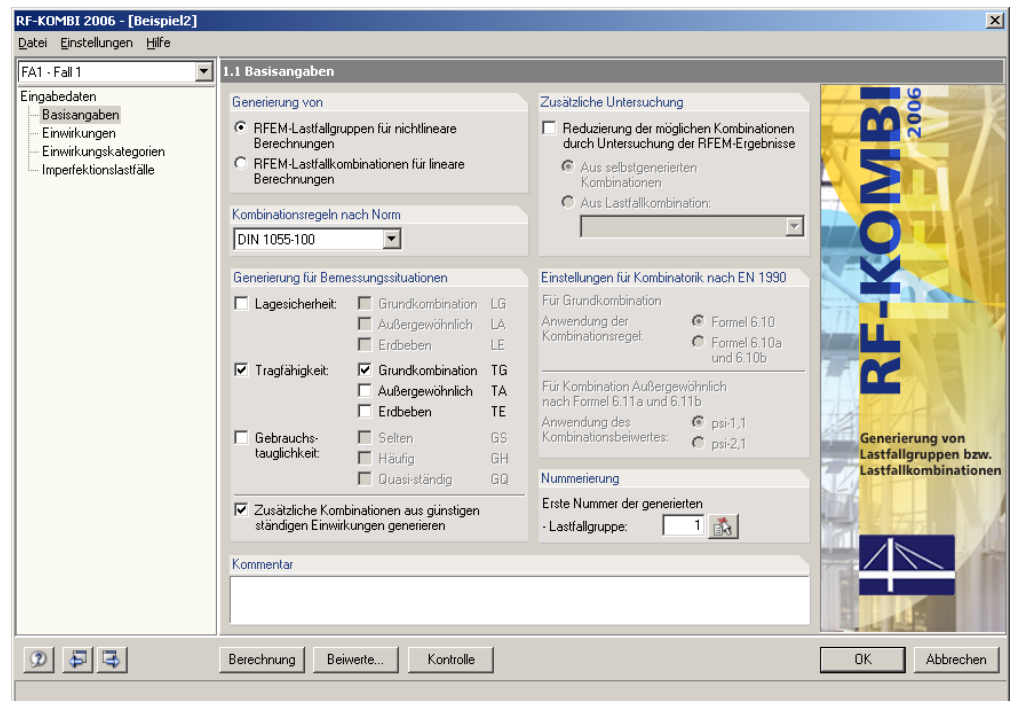 RF-KOMBI 2006 - [Beispiel2]
Datei Einstellungen Hilfe
FA1 - Fall 1
Eingabedaten
Basisangaben
Einwirkungen
Einwirkungskategorien
Imperfektionslastfälle
1.1 Basisangaben
Generierung von
RFEM-Lastfallgruppen für nichtlineare
Berechnungen
RFEM-Lastfallkombinationen für lineare
Berechnungen
Kombinationsregeln nach Norm
DIN 1055-100
Generierung für Bemessungssituationen
Lagesicherheit: Grundkombination LG
Außergewöhnlich LA
Erdbeben LE
Tragfähigkeit: Grundkombination TG
Außergewöhnlich TA
Erdbeben TE
Gebrauchs- Selten GS
tauglichkeit: Häufig GH
Quasi-ständig GQ
Zusätzliche Kombinationen aus günstigen
ständigen Einwirkungen generieren
Zusätzliche Untersuchung
Reduzierung der möglichen Kombinationen
durch Untersuchung der RFEM-Ergebnisse
Aus selbstgenerierten
Kombinationen
Aus Lastfallkombination:
Einstellungen für Kombinatorik nach EN 1990
Für Grundkombination
Anwendung der Formel 6.10
Kombinationsregel: Formel 6.10a
und 6.10b
Für Kombination Außergewöhnlich
nach Formel 6.11a und 6.11b
Anwendung des psi-1,1
Kombinationsbeiwertes: psi-2,1
Nummerierung
Erste Nummer der generierten
- Lastfallgruppe: 1
Kommentar
RF-KOMBI
2006
RFEM
Generierung von
Lastfallgruppen bzw.
Lastfallkombinationen
Berechnung Beiwerte... Kontrolle OK Abbrechen